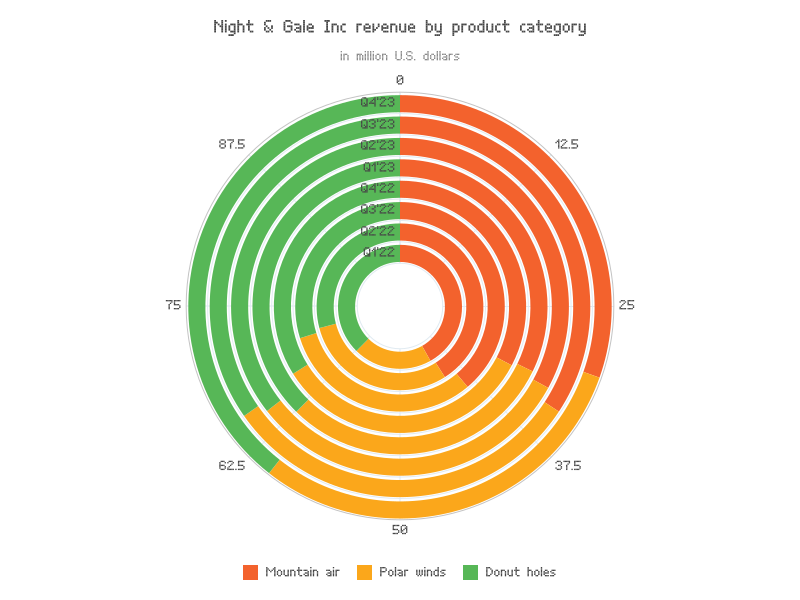 Night & Gale Inc revenue by product category
in million U.S. dollars
0
12.5
25
37.5
50
62.5
75
87.5
Q4'23
Q3'23
Q2'23
Q1'23
Q4'22
Q3'22
Q2'22
Q1'22
Mountain air
Polar winds
Donut holes